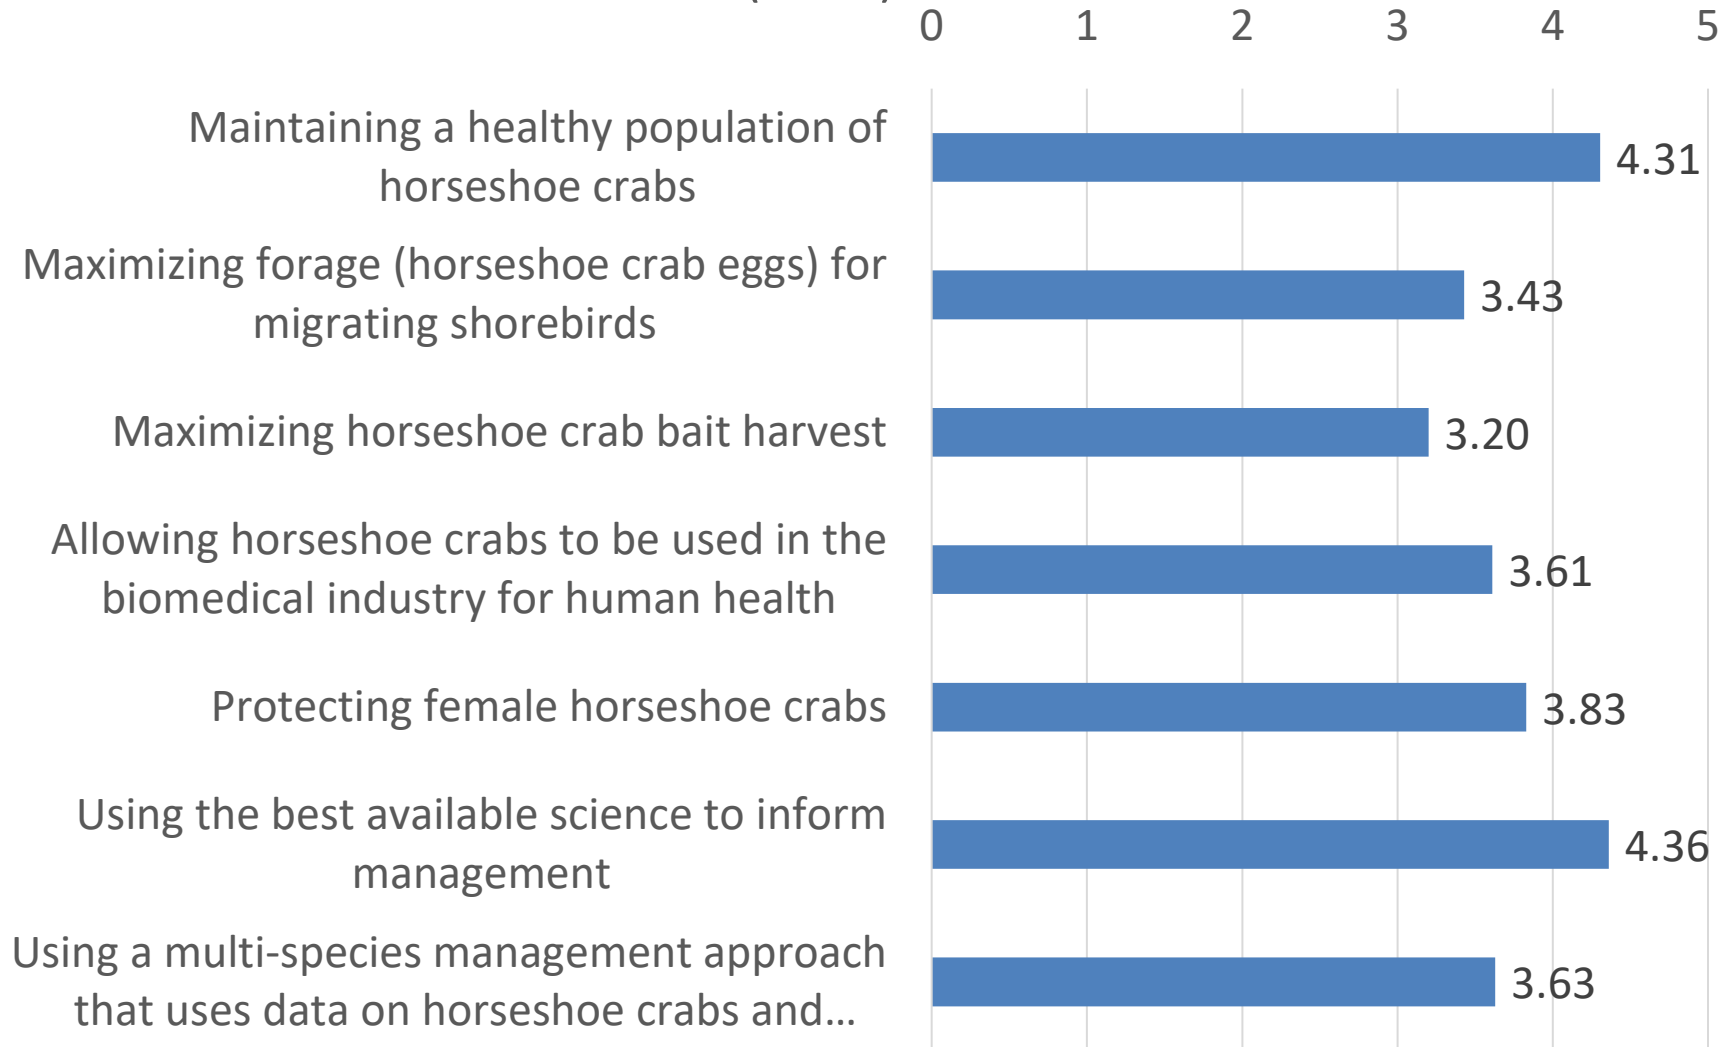 0 1 2 3 4 5
Maintaining a healthy population of
horseshoe crabs
4.31
Maximizing forage (horseshoe crab eggs) for
migrating shorebirds
3.43
Maximizing horseshoe crab bait harvest
3.20
Allowing horseshoe crabs to be used in the
biomedical industry for human health
3.61
Protecting female horseshoe crabs
3.83
Using the best available science to inform
management
4.36
Using a multi-species management approach
that uses data on horseshoe crabs and...
3.63